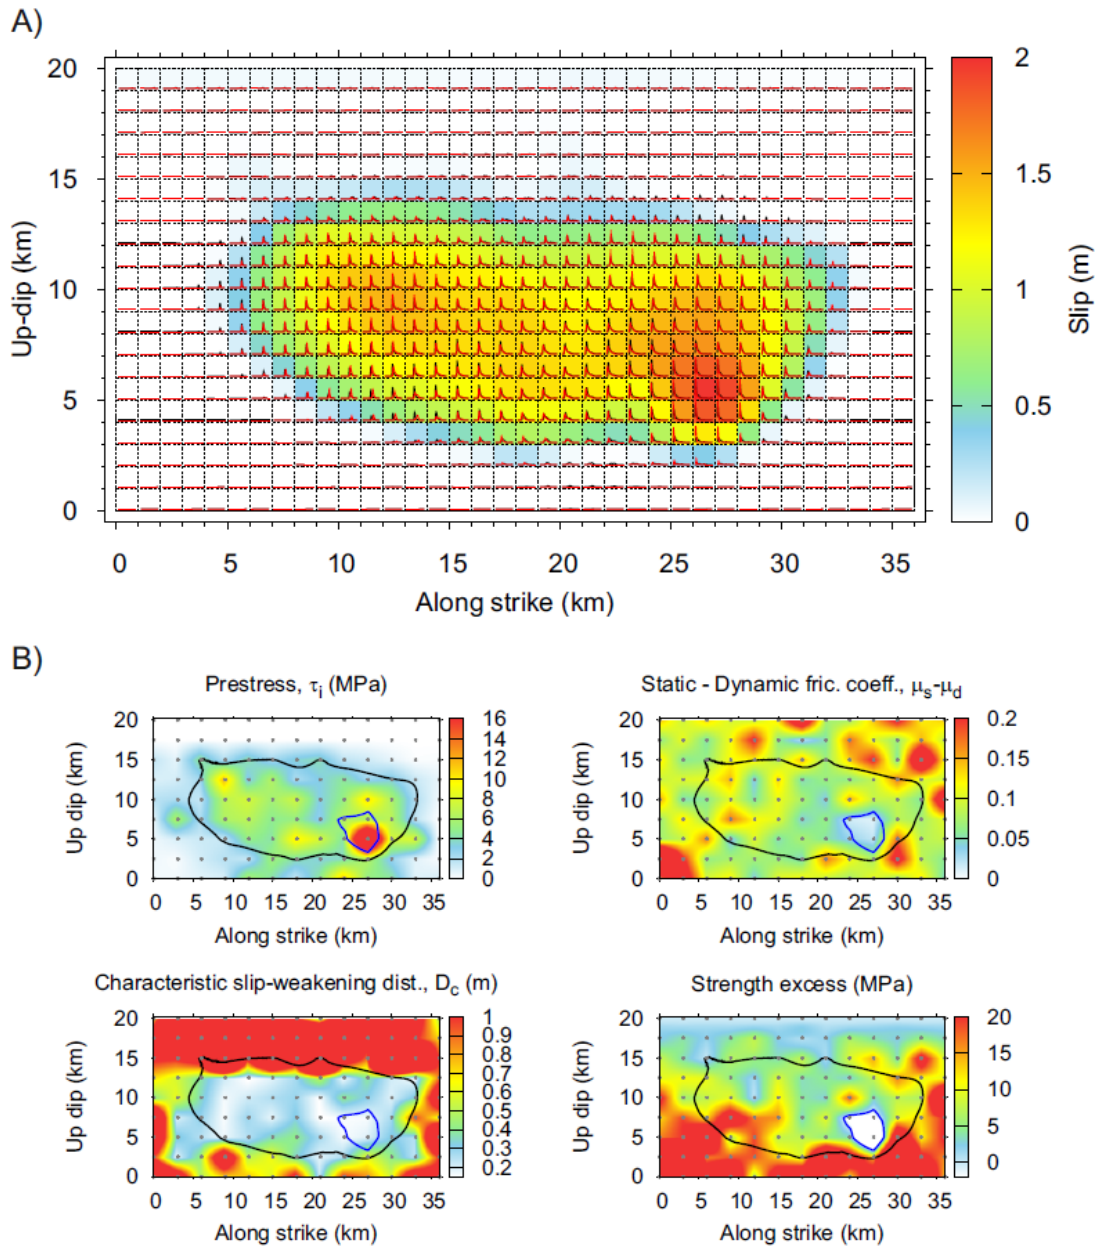 A)
20
15
10
5
0
Up-dip (km)
0 5 10 15 20 25 30 35
Along strike (km)
2
1.5
1
0.5
0
Slip (m)
B)
Prestress, τi (MPa)
20
15
10
5
0
Up dip (km)
0 5 10 15 20 25 30 35
Along strike (km)
16
14
12
10
8
6
4
2
0
Static - Dynamic fric. coeff., μs-μd
20
15
10
5
0
Up dip (km)
0 5 10 15 20 25 30 35
Along strike (km)
0.2
0.15
0.1
0.05
0
Characteristic slip-weakening dist., Dc (m)
20
15
10
5
0
Up dip (km)
0 5 10 15 20 25 30 35
Along strike (km)
1
0.9
0.8
0.7
0.6
0.5
0.4
0.3
0.2
Strength excess (MPa)
20
15
10
5
0
Up dip (km)
0 5 10 15 20 25 30 35
Along strike (km)
20
15
10
5
0